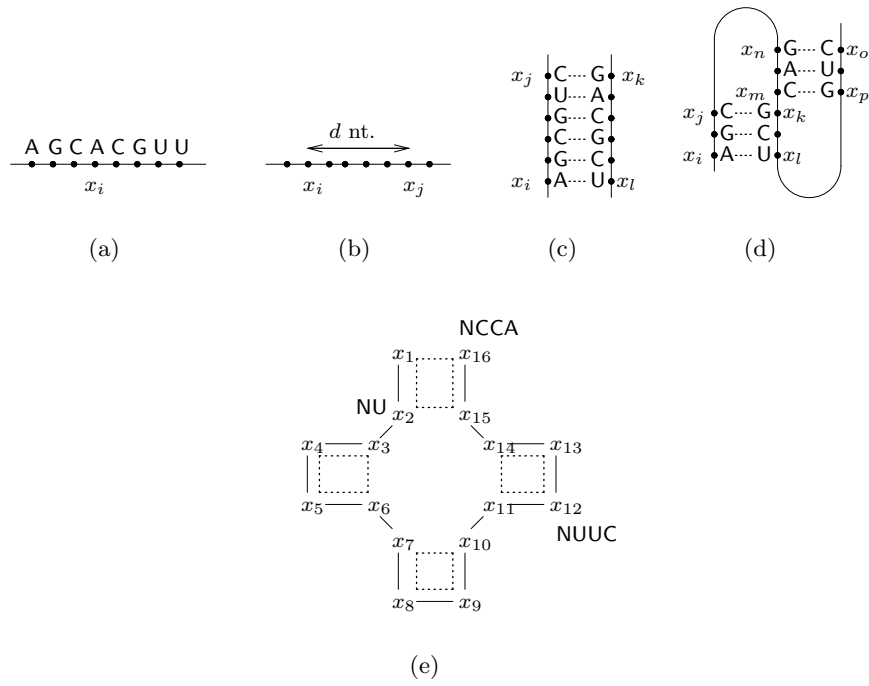 A G C A C G U U
x_i
(a)
d nt.
x_i x_j
(b)
x_j C G x_k
U A
G C
C G
G C
x_i A U x_l
(c)
x_n G C x_o
A U
x_m C G x_p
x_j C G x_k
G C
x_i A U x_l
(d)
NCCA
x_1 x_16
NU
x_2 x_15
x_4 x_3 x_14 x_13
x_5 x_6 x_11 x_12
NUUC
x_7 x_10
x_8 x_9
(e)